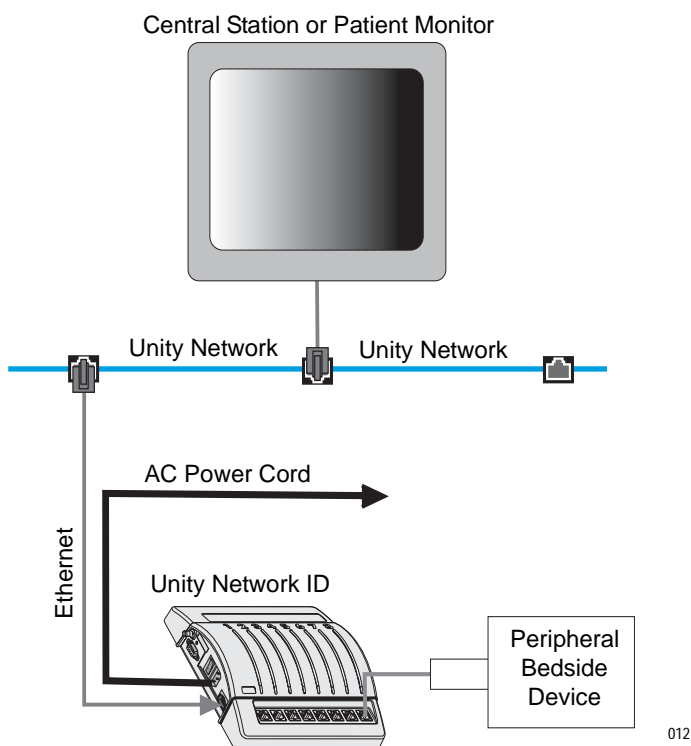 Central Station or Patient Monitor
Unity Network
Unity Network
AC Power Cord
Ethernet
Unity Network ID
Peripheral
Bedside
Device
012